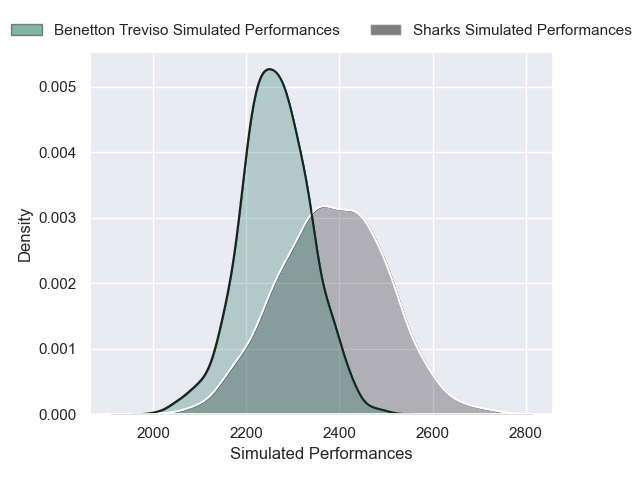 Benetton Treviso Simulated Performances
Sharks Simulated Performances
0.005
0.004
0.003
0.002
0.001
0.000
Density
2000 2200 2400 2600 2800
Simulated Performances